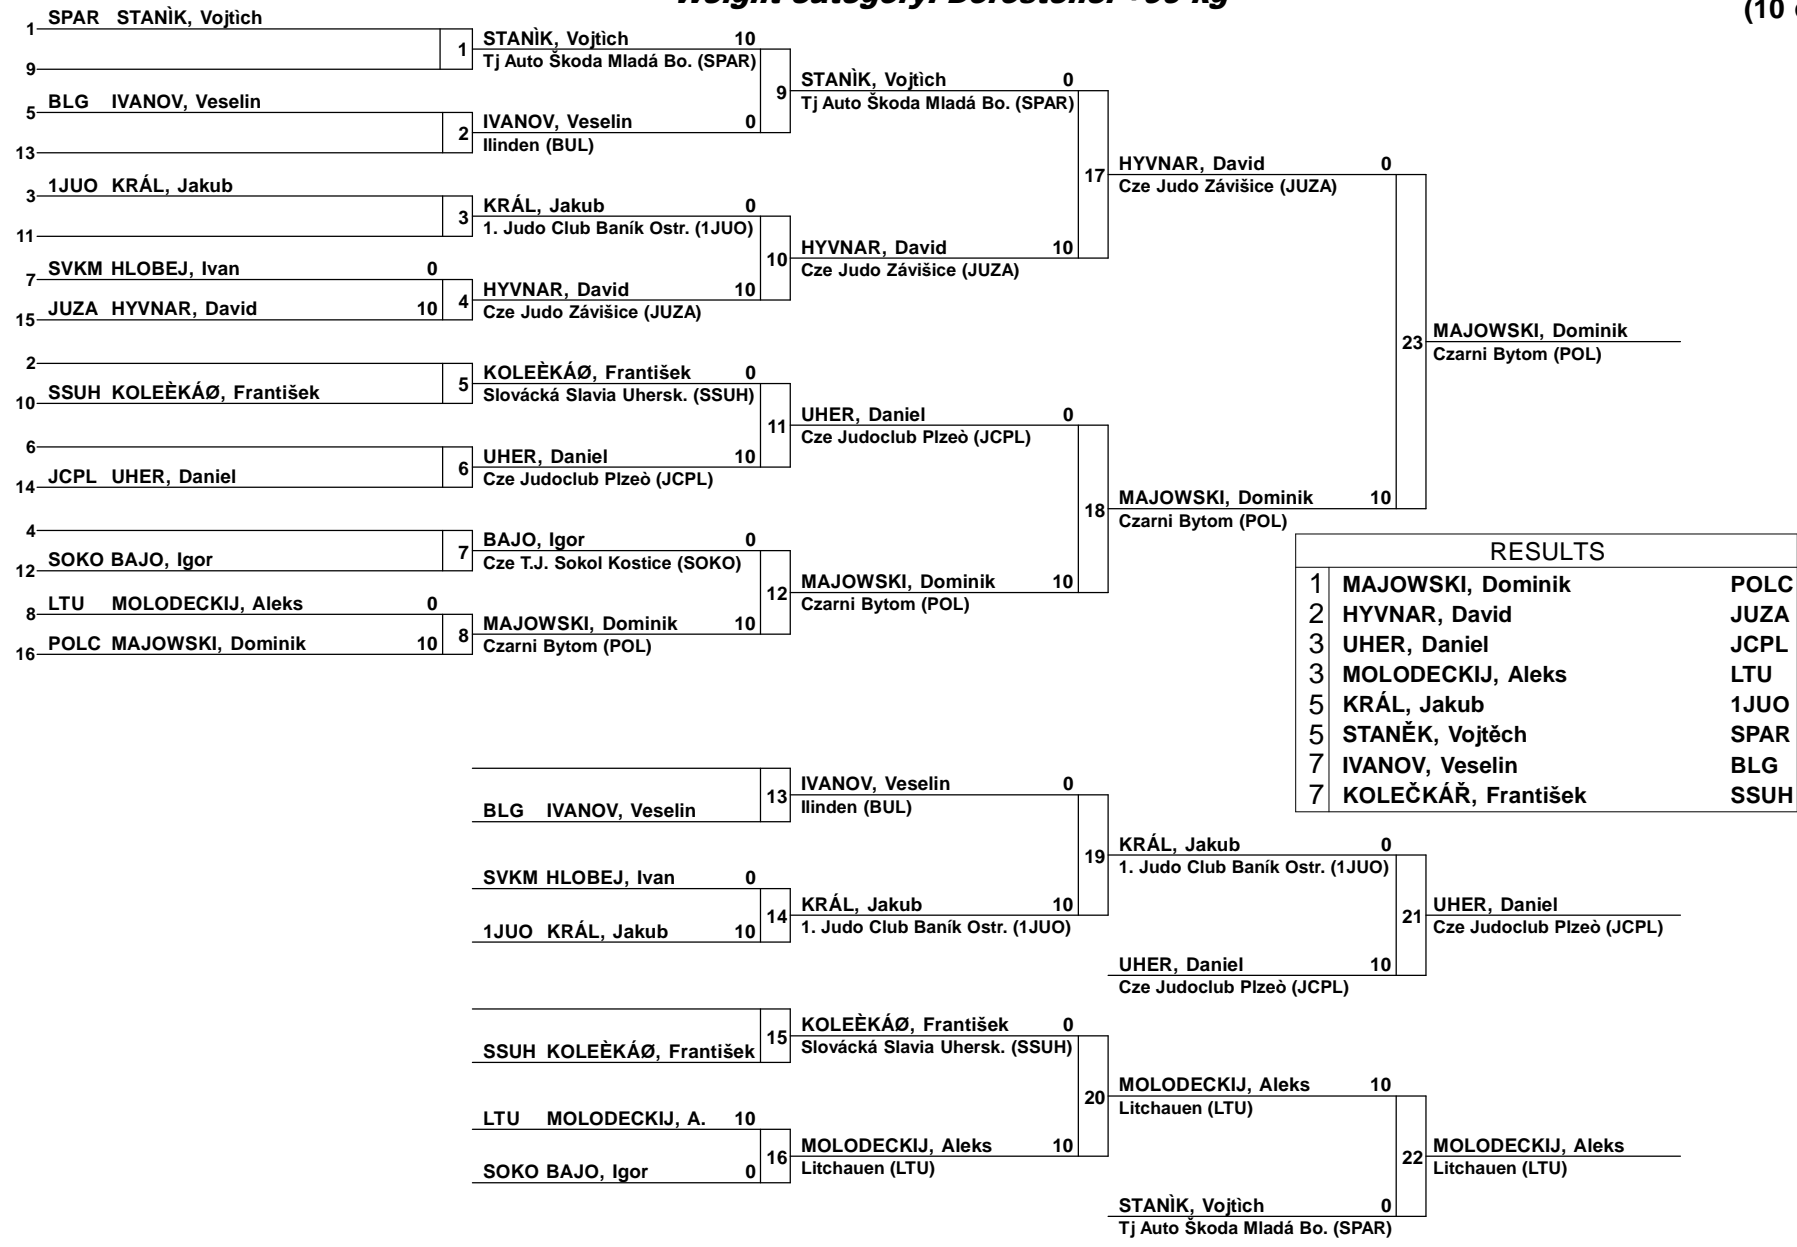 (10
1 SPAR STANÌK, Vojtìch
9
1
5 BLG IVANOV, Veselin
13
2
3 1JUO KRÁL, Jakub
11
3
7 SVKM HLOBEJ, Ivan 0
15 JUZA HYVNAR, David 10
4
2
10 SSUH KOLEÈKÁØ, František
5
6
14 JCPL UHER, Daniel
6
4
12 SOKO BAJO, Igor
7
8 LTU MOLODECKIJ, Aleks 0
16 POLC MAJOWSKI, Dominik 10
8
STANÌK, Vojtìch 10
Tj Auto Škoda Mladá Bo. (SPAR)
9
IVANOV, Veselin 0
Ilinden (BUL)
KRÁL, Jakub 0
1. Judo Club Baník Ostr. (1JUO)
10
HYVNAR, David 10
Cze Judo Závišice (JUZA)
KOLEÈKÁØ, František 0
Slovácká Slavia Uhersk. (SSUH)
11
UHER, Daniel 10
Cze Judoclub Plzeò (JCPL)
BAJO, Igor 0
Cze T.J. Sokol Kostice (SOKO)
12
MAJOWSKI, Dominik 10
Czarni Bytom (POL)
STANÌK, Vojtìch 0
Tj Auto Škoda Mladá Bo. (SPAR)
17
HYVNAR, David 10
Cze Judo Závišice (JUZA)
UHER, Daniel 0
Cze Judoclub Plzeò (JCPL)
18
MAJOWSKI, Dominik 10
Czarni Bytom (POL)
HYVNAR, David 0
Cze Judo Závišice (JUZA)
23
MAJOWSKI, Dominik 10
Czarni Bytom (POL)
MAJOWSKI, Dominik
Czarni Bytom (POL)
RESULTS
1 MAJOWSKI, Dominik POLC
2 HYVNAR, David JUZA
3 UHER, Daniel JCPL
3 MOLODECKIJ, Aleks LTU
5 KRÁL, Jakub 1JUO
5 STANĚK, Vojtěch SPAR
7 IVANOV, Veselin BLG
7 KOLEČKÁŘ, František SSUH
BLG IVANOV, Veselin
13
SVKM HLOBEJ, Ivan 0
1JUO KRÁL, Jakub 10
14
SSUH KOLEÈKÁØ, František
15
LTU MOLODECKIJ, A. 10
SOKO BAJO, Igor 0
16
IVANOV, Veselin 0
Ilinden (BUL)
19
KRÁL, Jakub 10
1. Judo Club Baník Ostr. (1JUO)
KOLEÈKÁØ, František 0
Slovácká Slavia Uhersk. (SSUH)
20
MOLODECKIJ, Aleks 10
Litchauen (LTU)
KRÁL, Jakub 0
1. Judo Club Baník Ostr. (1JUO)
21
UHER, Daniel 10
Cze Judoclub Plzeò (JCPL)
MOLODECKIJ, Aleks 10
Litchauen (LTU)
22
STANÌK, Vojtìch 0
Tj Auto Škoda Mladá Bo. (SPAR)
UHER, Daniel
Cze Judoclub Plzeò (JCPL)
MOLODECKIJ, Aleks
Litchauen (LTU)